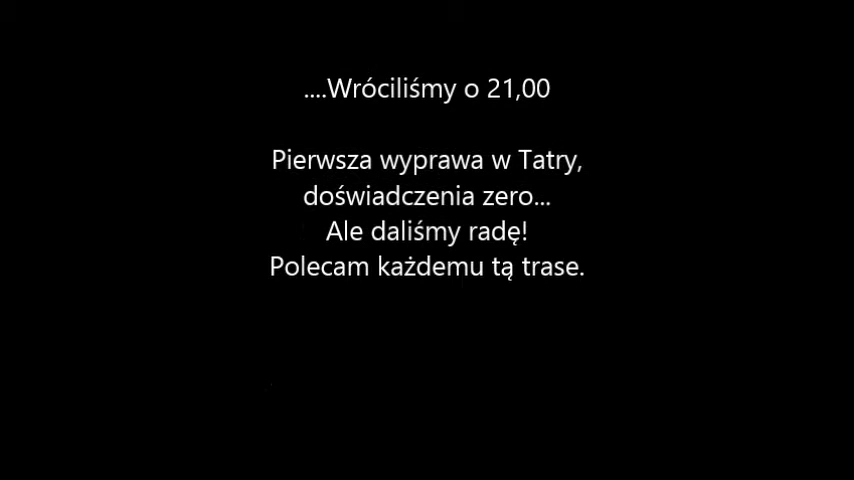 ....Wróciliśmy o 21,00
Pierwsza wyprawa w Tatry,
doświadczenia zero...
Ale daliśmy radę!
Polecam każdemu tą trase.